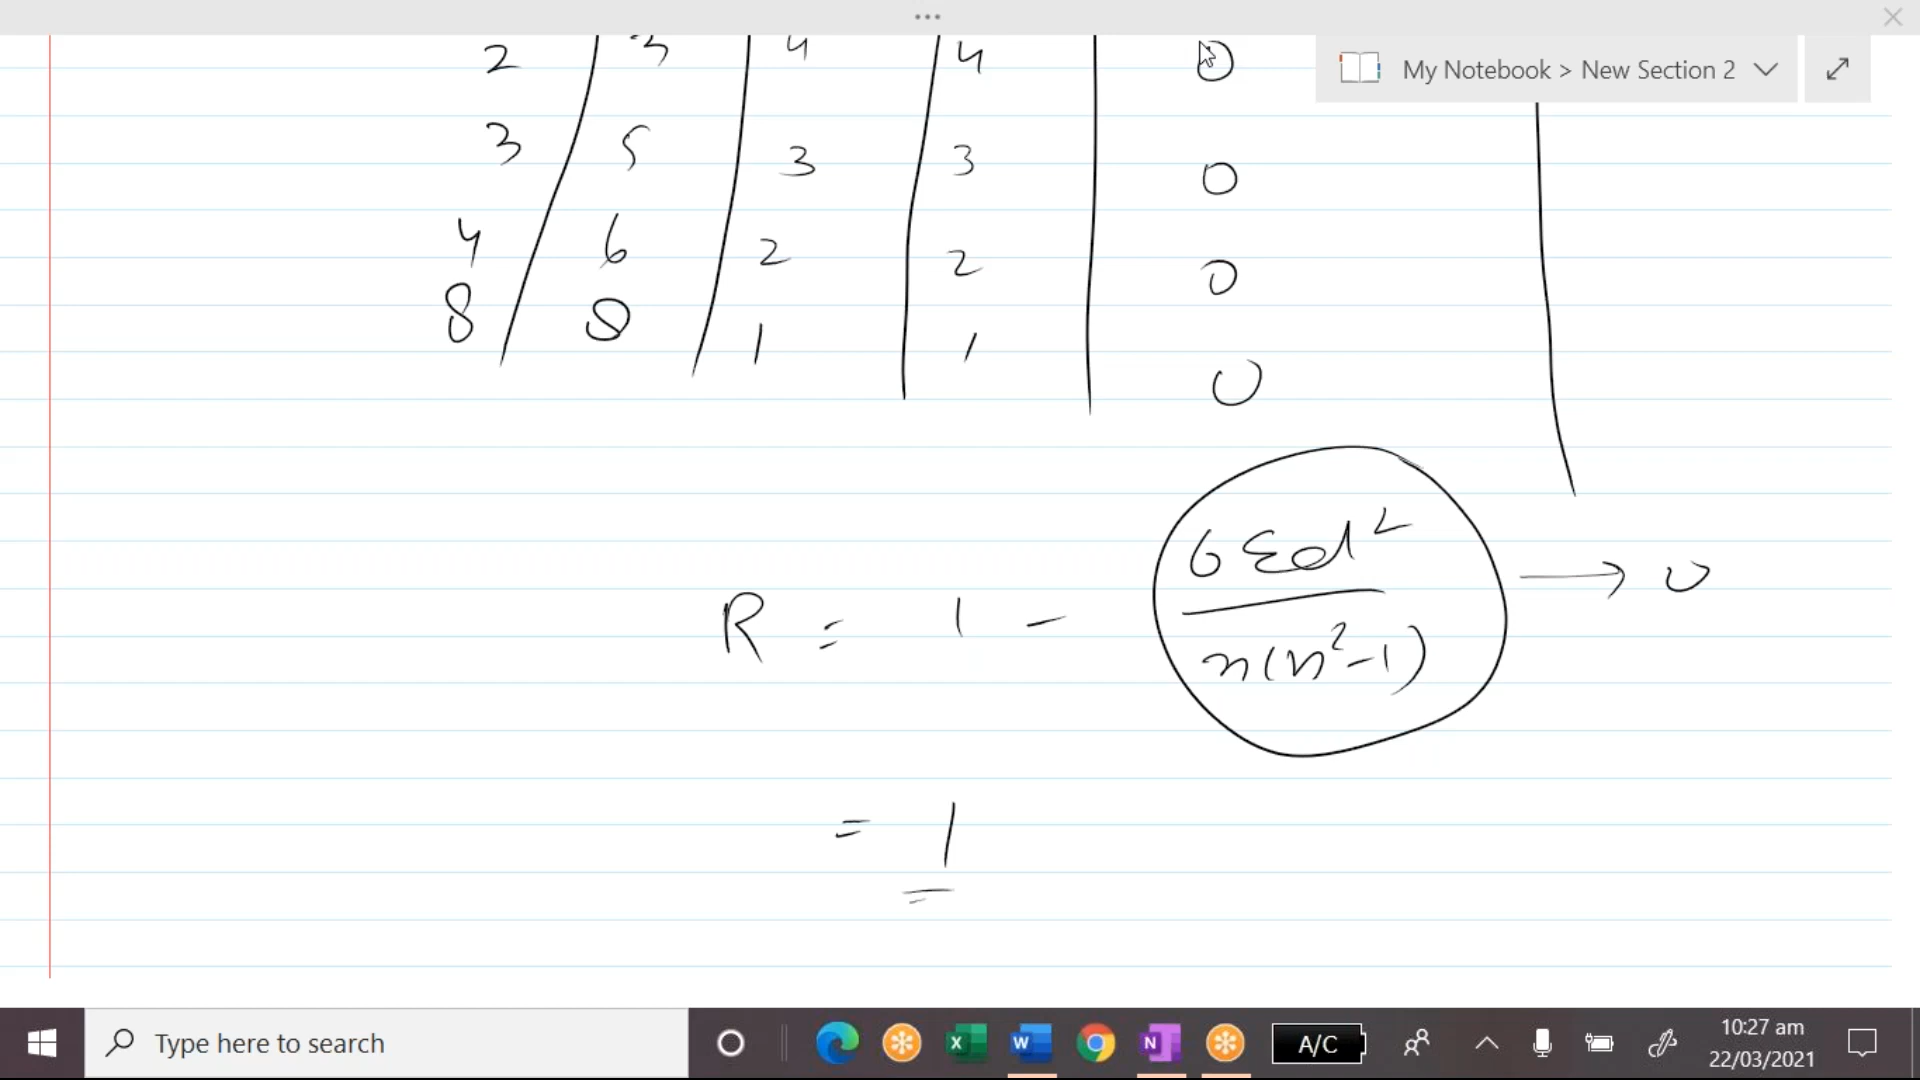 ...
My Notebook > New Section 2
2 3 4 4 0
3 5 3 3 0
4 6 2 2 0
8 8 1 1 0
R = 1 - 6Σd² / n(n²-1) → 0
= 1
Type here to search
A/C
10:27 am
22/03/2021